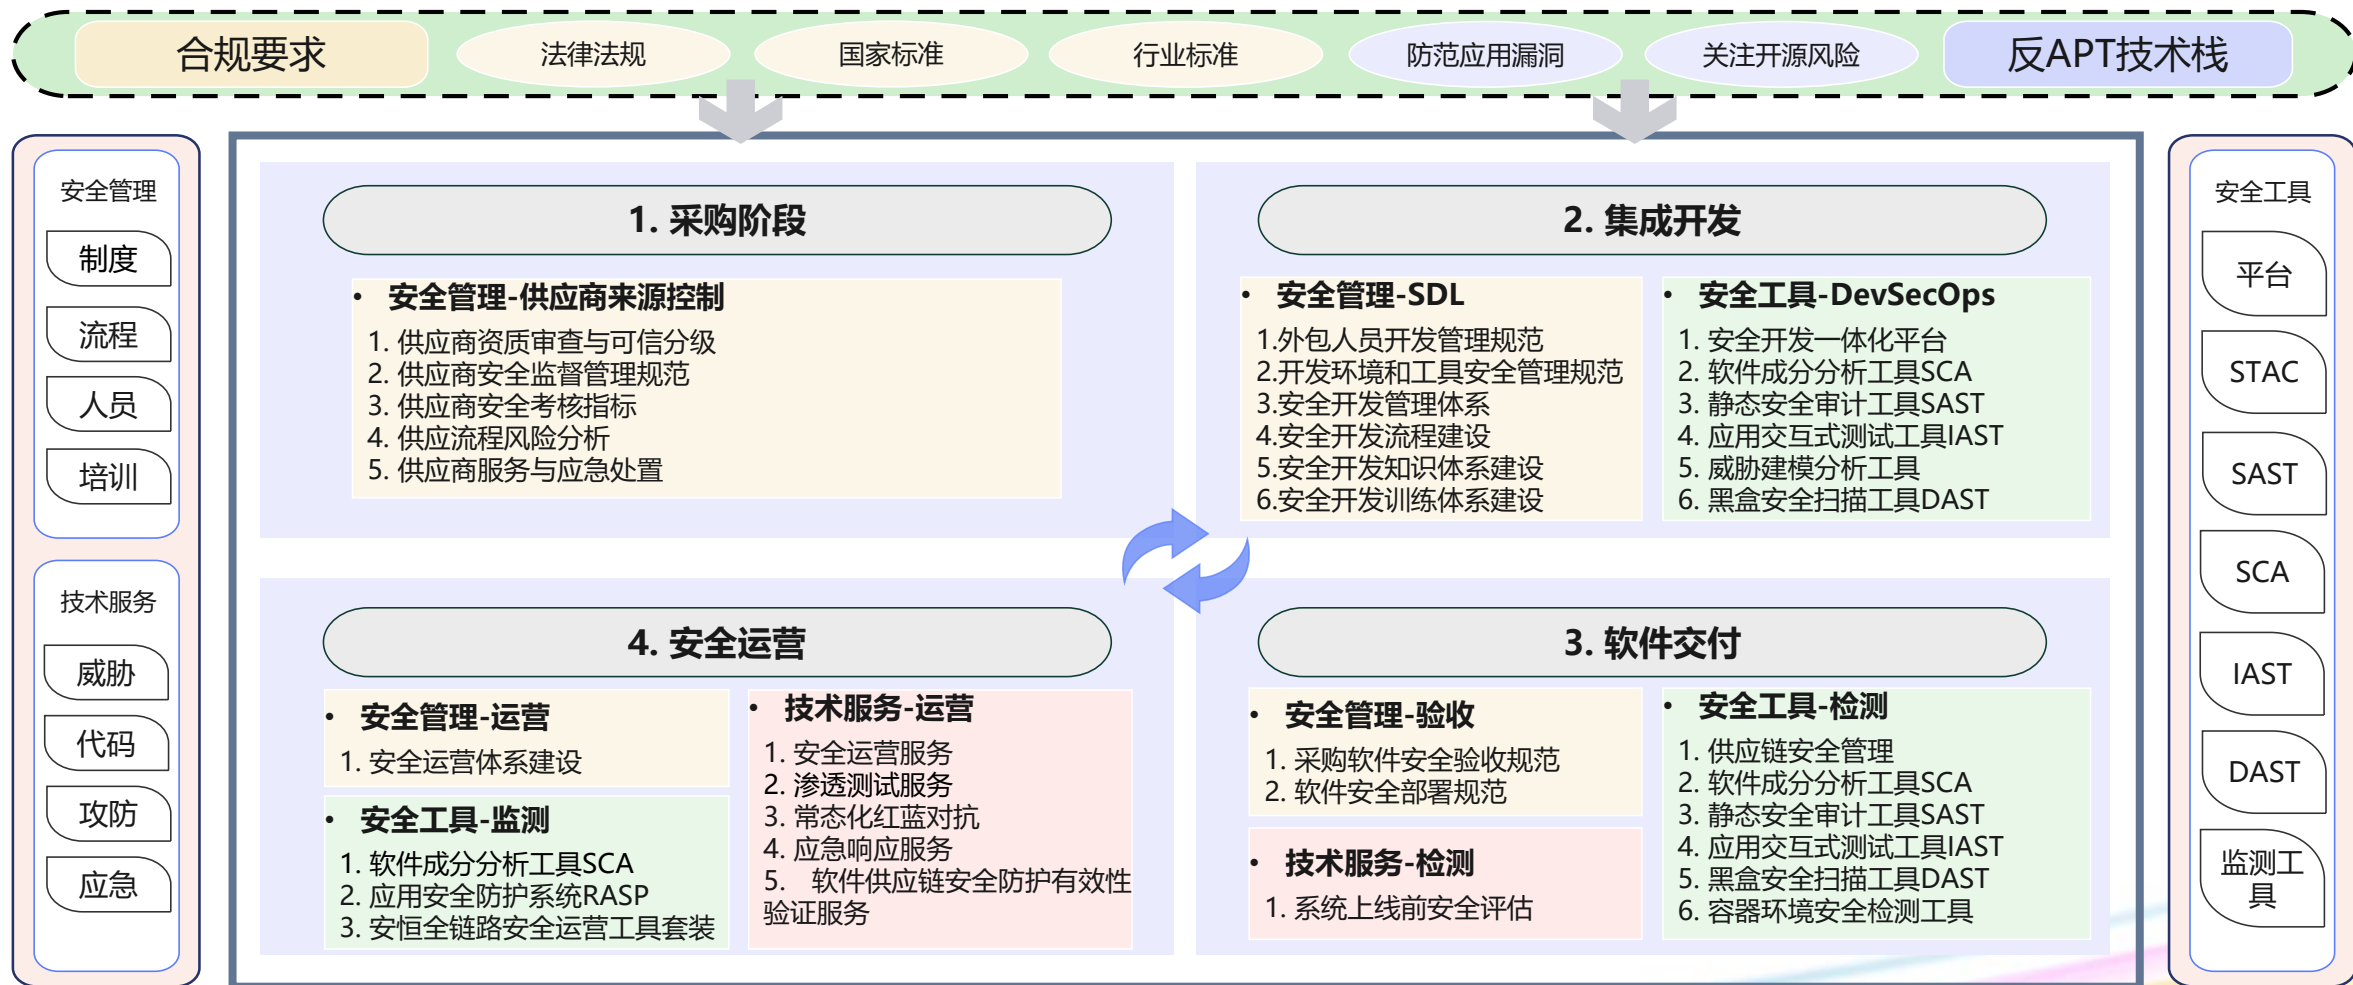 合规要求
法律法规
国家标准
行业标准
防范应用漏洞
关注开源风险
反APT技术栈
安全管理
制度
流程
人员
培训
技术服务
威胁
代码
攻防
应急
1. 采购阶段
• 安全管理-供应商来源控制
1. 供应商资质审查与可信分级
2. 供应商安全监督管理规范
3. 供应商安全考核指标
4. 供应流程风险分析
5. 供应商服务与应急处置
2. 集成开发
• 安全管理-SDL
1.外包人员开发管理规范
2.开发环境和工具安全管理规范
3.安全开发管理体系
4.安全开发流程建设
5.安全开发知识体系建设
6.安全开发训练体系建设
• 安全工具-DevSecOps
1. 安全开发一体化平台
2. 软件成分分析工具SCA
3. 静态安全审计工具SAST
4. 应用交互式测试工具IAST
5. 威胁建模分析工具
6. 黑盒安全扫描工具DAST
4. 安全运营
• 安全管理-运营
1. 安全运营体系建设
• 安全工具-监测
1. 软件成分分析工具SCA
2. 应用安全防护系统RASP
3. 安恒全链路安全运营工具套装
• 技术服务-运营
1. 安全运营服务
2. 渗透测试服务
3. 常态化红蓝对抗
4. 应急响应服务
5. 软件供应链安全防护有效性
验证服务
3. 软件交付
• 安全管理-验收
1. 采购软件安全验收规范
2. 软件安全部署规范
• 技术服务-检测
1. 系统上线前安全评估
• 安全工具-检测
1. 供应链安全管理
2. 软件成分分析工具SCA
3. 静态安全审计工具SAST
4. 应用交互式测试工具IAST
5. 黑盒安全扫描工具DAST
6. 容器环境安全检测工具
安全工具
平台
STAC
SAST
SCA
IAST
DAST
监测工
具